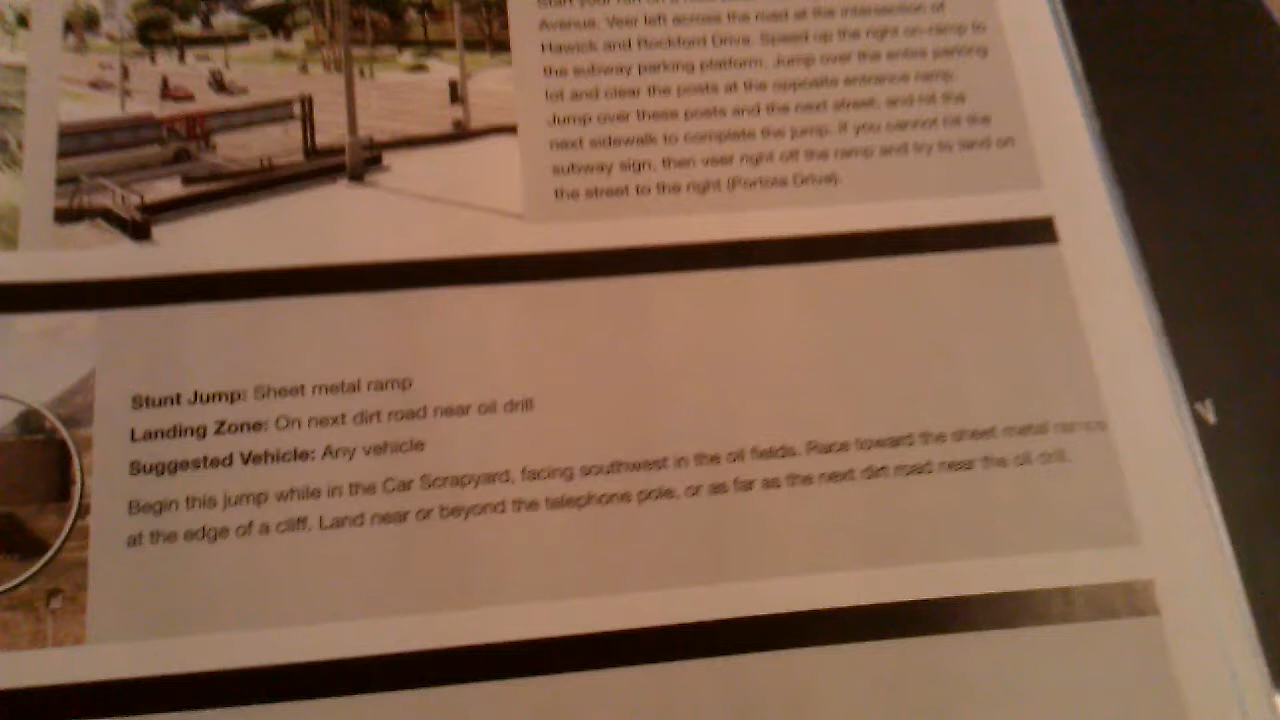 Start your run on a
Avenue. Veer left across the road at the intersection of
Hawick and Rockford Drive. Speed up the right on-ramp to
the subway parking platform. Jump over the entire parking
lot and clear the posts at the opposite entrance ramp.
Jump over these posts and the next street, and hit the
next sidewalk to complete the jump. If you cannot hit the
subway sign, then veer right off the ramp and try to land on
the street to the right (Portola Drive).
Stunt Jump: Sheet metal ramp
Landing Zone: On next dirt road near oil drill
Suggested Vehicle: Any vehicle
Begin this jump while in the Car Scrapyard, facing southwest in the oil fields. Race toward the sheet metal ramps
at the edge of a cliff. Land near or beyond the telephone pole, or as far as the next dirt road near the oil drill.
V